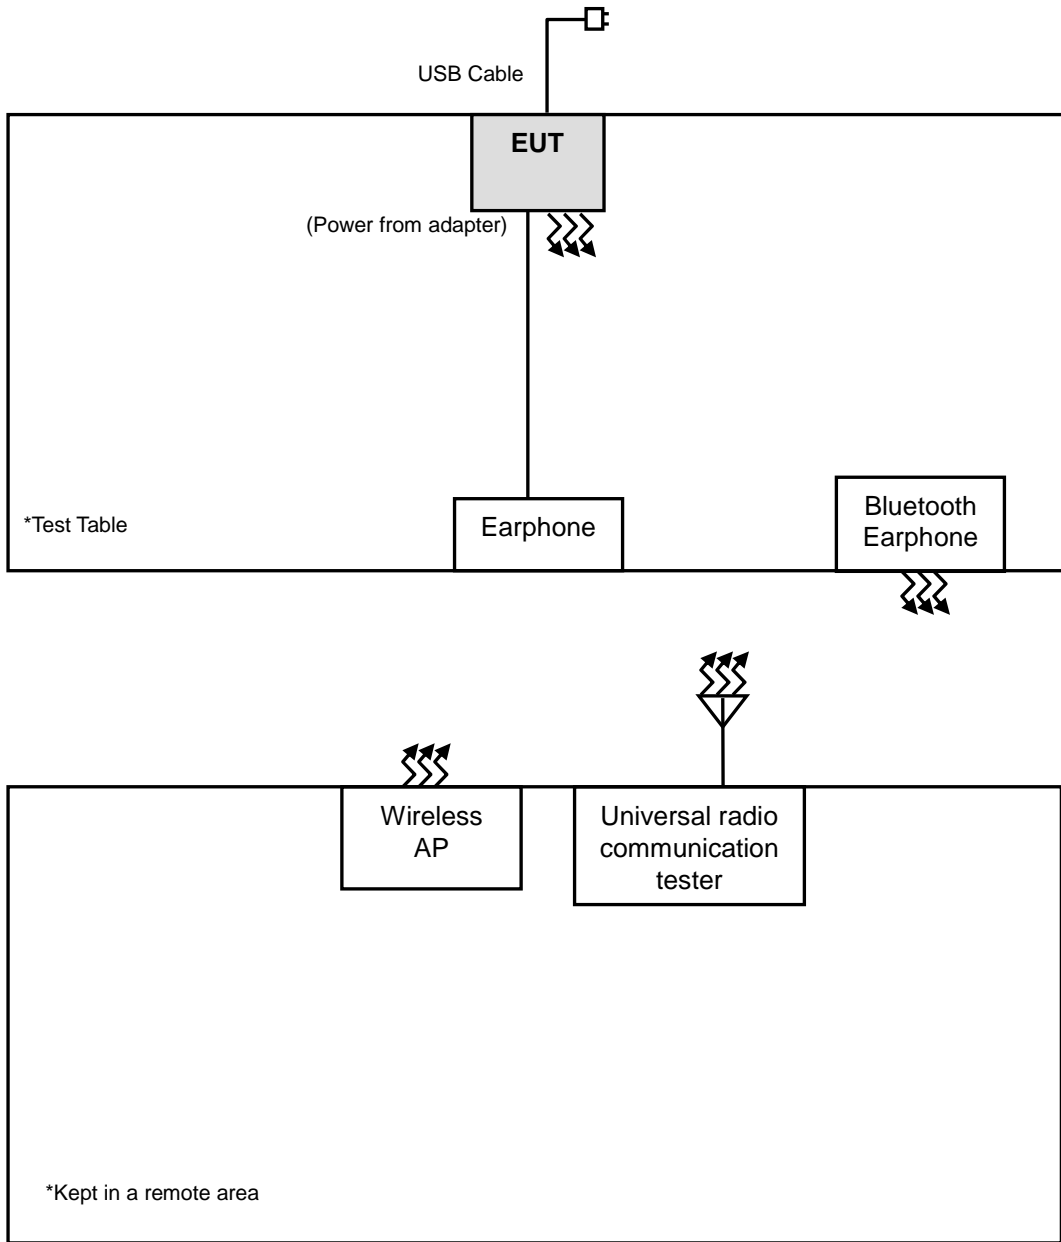 USB Cable
EUT
(Power from adapter)
*Test Table
Earphone
Bluetooth
Earphone
Wireless
AP
Universal radio
communication
tester
*Kept in a remote area